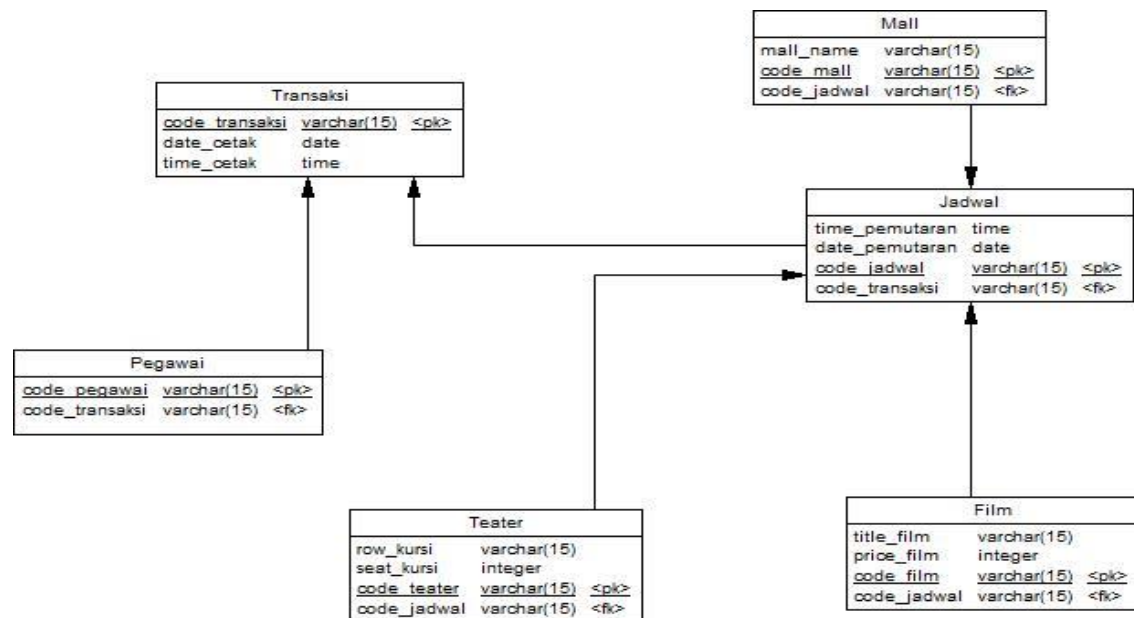 Mall
mall_name varchar(15)
code_mall varchar(15) <pk>
code_jadwal varchar(15) <fk>
Transaksi
code_transaksi varchar(15) <pk>
date_cetak date
time_cetak time
Jadwal
time_pemutaran time
date_pemutaran date
code_jadwal varchar(15) <pk>
code_transaksi varchar(15) <fk>
Pegawai
code_pegawai varchar(15) <pk>
code_transaksi varchar(15) <fk>
Teater
row_kursi varchar(15)
seat_kursi integer
code_teater varchar(15) <pk>
code_jadwal varchar(15) <fk>
Film
title_film varchar(15)
price_film integer
code_film varchar(15) <pk>
code_jadwal varchar(15) <fk>